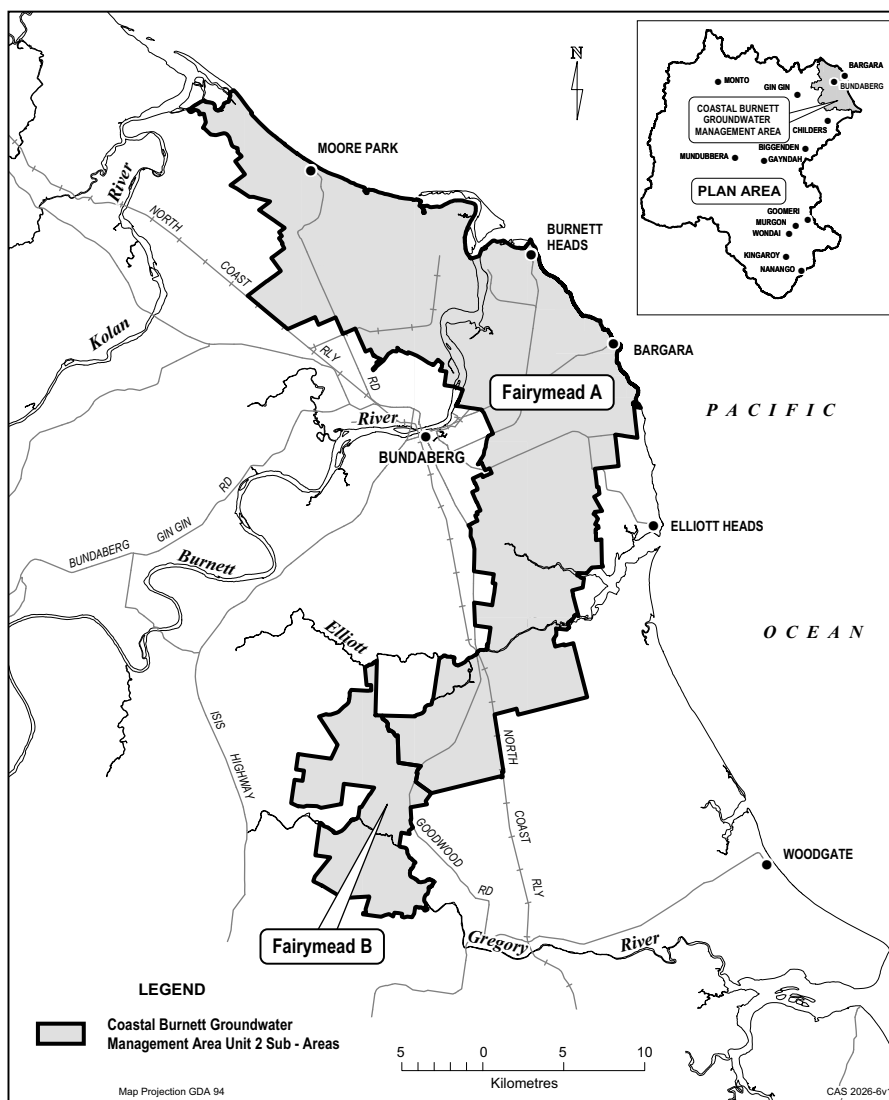 N
MOORE PARK
BURNETT
HEADS
BARGARA
Fairymead A
BUNDABERG
ELLIOTT HEADS
WOODGATE
Fairymead B
River
Kolan
NORTH
COAST
RLY
RD
River
Burnett
BUNDABERG
GIN GIN
RD
Elliott
ISIS
HIGHWAY
NORTH
COAST
RLY
GOODWOOD
RD
Gregory
River
PACIFIC
OCEAN
MONTO
GIN GIN
BARGARA
BUNDABERG
COASTAL BURNETT
GROUNDWATER
MANAGEMENT AREA
CHILDERS
BIGGENDEN
MUNDUBBERA
GAYNDAH
PLAN AREA
GOOMERI
MURGON
WONDAI
KINGAROY
NANANGO
LEGEND
Coastal Burnett Groundwater
Management Area Unit 2 Sub - Areas
5 0 5 10
Kilometres
Map Projection GDA 94
CAS 2026-6v1